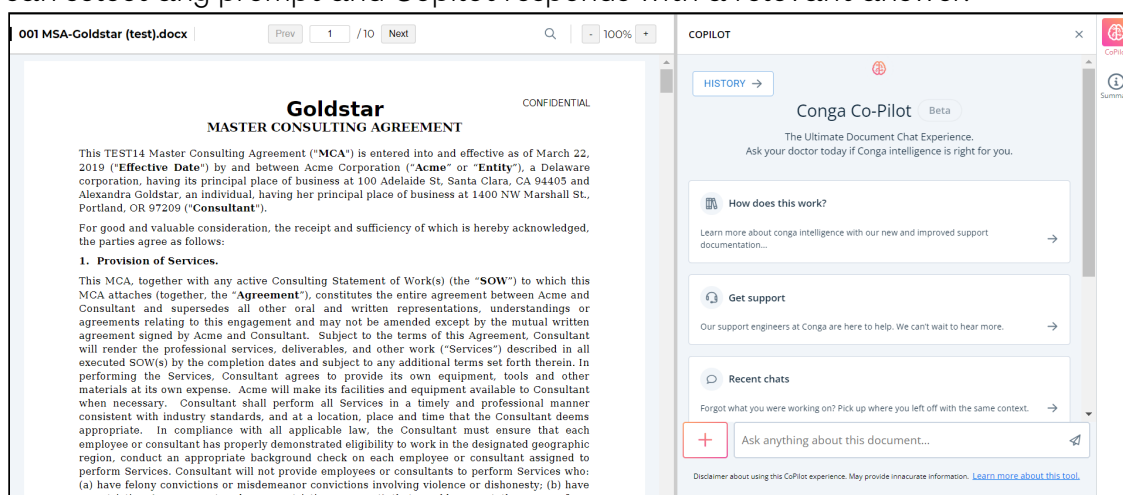 can select any prompt and Copilot responds with a relevant answer.
001 MSA-Goldstar (test).docx
Prev 1 / 10 Next
- 100% +
COPILOT
CoPilot
HISTORY →
Conga Co-Pilot Beta
The Ultimate Document Chat Experience.
Ask your doctor today if Conga intelligence is right for you.
How does this work?
Learn more about conga intelligence with our new and improved support
documentation...
Get support
Our support engineers at Conga are here to help. We can't wait to hear more.
Recent chats
Forgot what you were working on? Pick up where you left off with the same context.
+ Ask anything about this document...
Disclaimer about using this CoPilot experience. May provide innacurate information. Learn more about this tool.
CONFIDENTIAL
Goldstar
MASTER CONSULTING AGREEMENT
This TEST14 Master Consulting Agreement ("MCA") is entered into and effective as of March 22,
2019 ("Effective Date") by and between Acme Corporation ("Acme" or "Entity"), a Delaware
corporation, having its principal place of business at 100 Adelaide St, Santa Clara, CA 94405 and
Alexandra Goldstar, an individual, having her principal place of business at 1400 NW Marshall St.,
Portland, OR 97209 ("Consultant").
For good and valuable consideration, the receipt and sufficiency of which is hereby acknowledged,
the parties agree as follows:
1. Provision of Services.
This MCA, together with any active Consulting Statement of Work(s) (the "SOW") to which this
MCA attaches (together, the "Agreement"), constitutes the entire agreement between Acme and
Consultant and supersedes all other oral and written representations, understandings or
agreements relating to this engagement and may not be amended except by the mutual written
agreement signed by Acme and Consultant. Subject to the terms of this Agreement, Consultant
will render the professional services, deliverables, and other work ("Services") described in all
executed SOW(s) by the completion dates and subject to any additional terms set forth therein. In
performing the Services, Consultant agrees to provide its own equipment, tools and other
materials at its own expense. Acme will make its facilities and equipment available to Consultant
when necessary. Consultant shall perform all Services in a timely and professional manner
consistent with industry standards, and at a location, place and time that the Consultant deems
appropriate. In compliance with all applicable law, the Consultant must ensure that each
employee or consultant has properly demonstrated eligibility to work in the designated geographic
region, conduct an appropriate background check on each employee or consultant assigned to
perform Services. Consultant will not provide employees or consultants to perform Services who:
(a) have felony convictions or misdemeanor convictions involving violence or dishonesty; (b) have